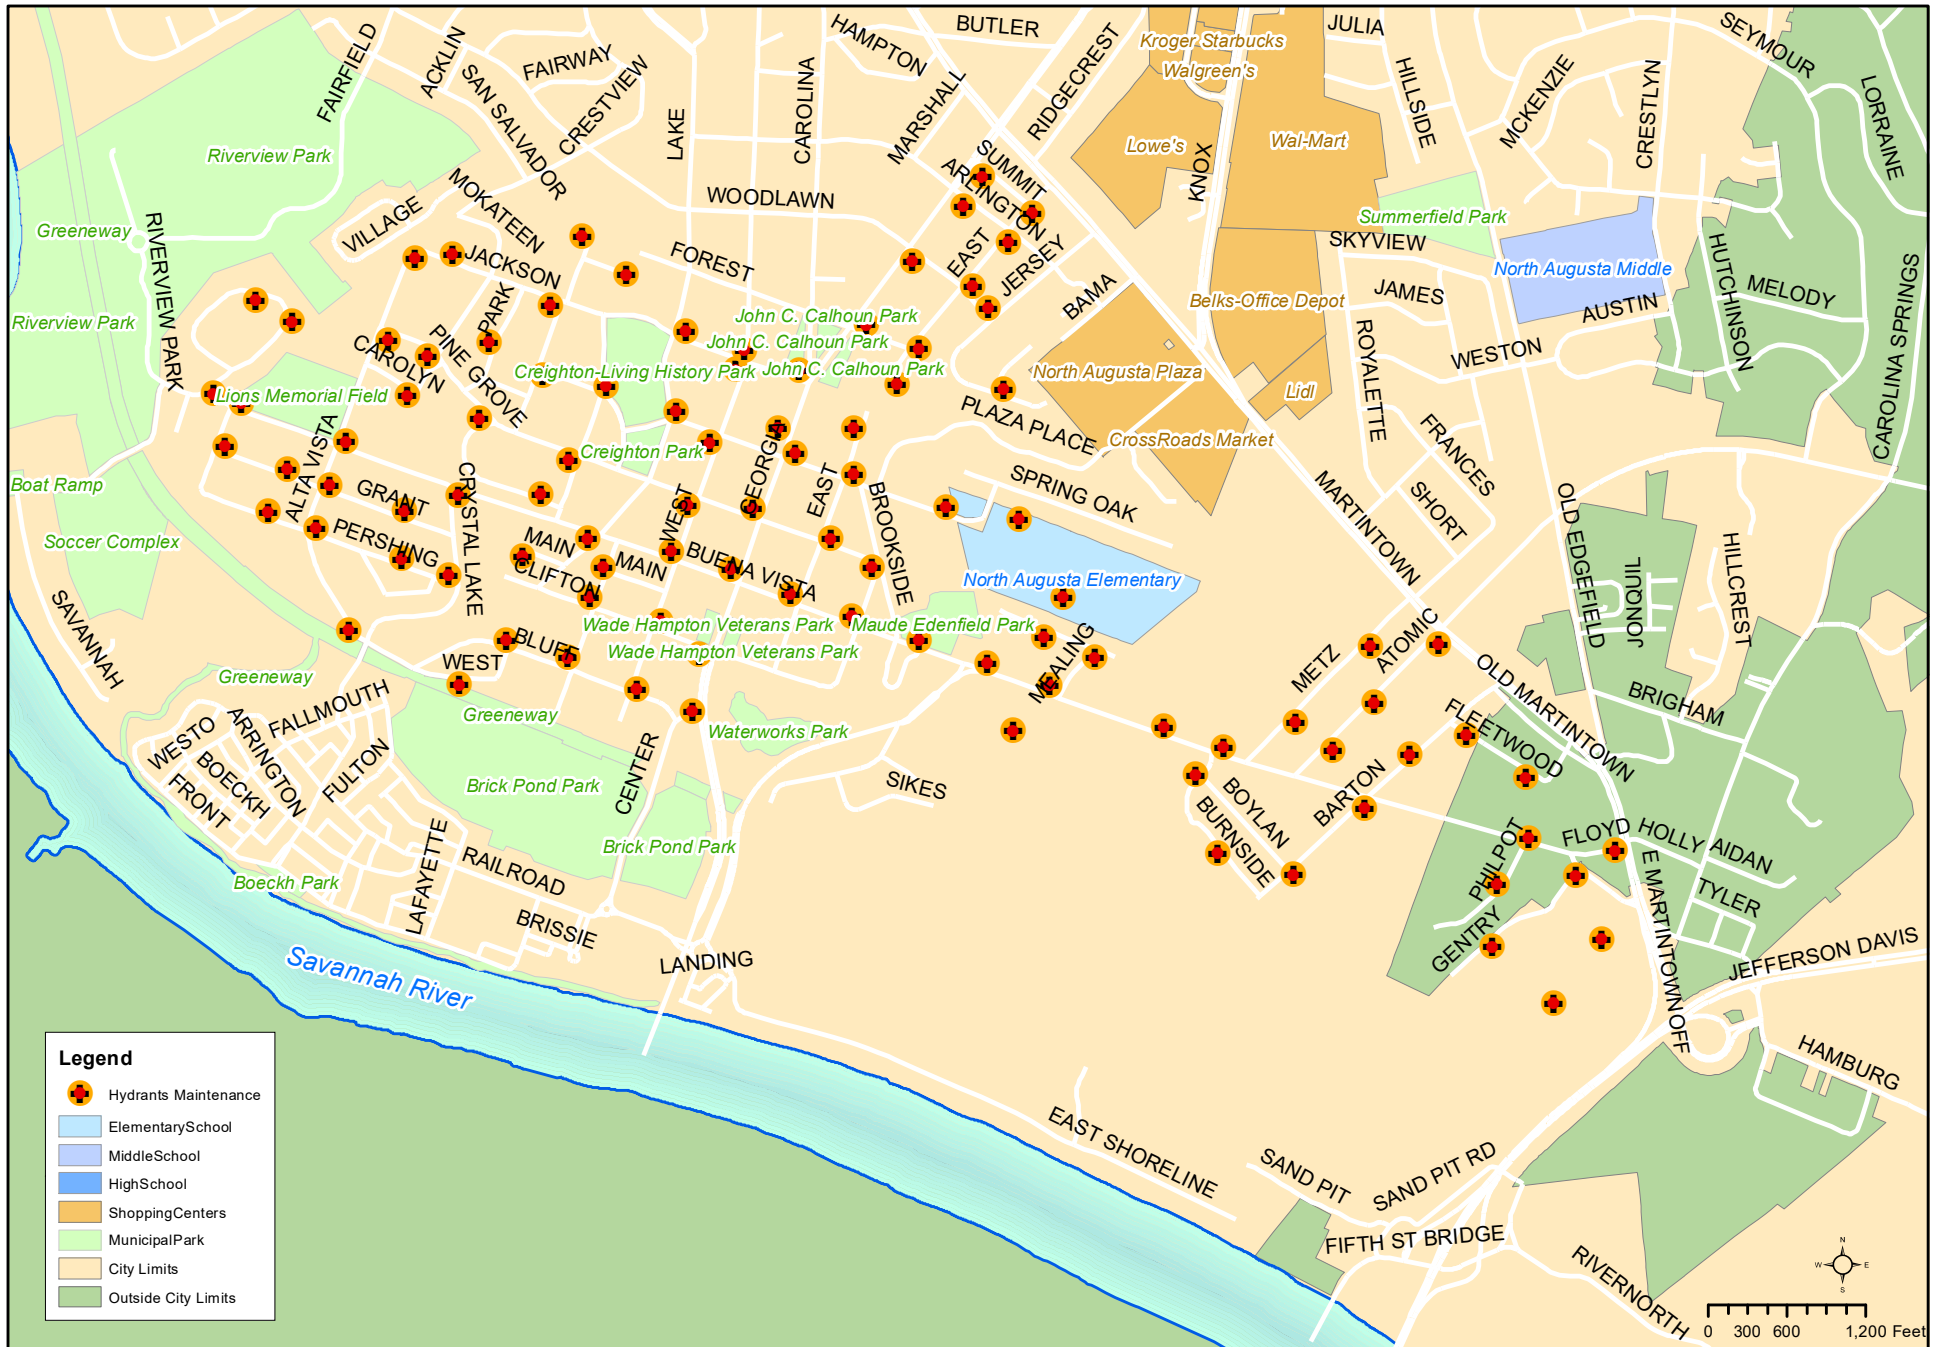 BUTLER
HAMPTON
JULIA
SEYMOUR
FAIRFIELD
ACKLIN
FAIRWAY
SAN SALVADOR
CRESTVIEW
LAKE
CAROLINA
MARSHALL
RIDGECREST
Kroger Starbucks
Walgreen's
HILLSIDE
MCKENZIE
CRESTLYN
LORRAINE
Riverview Park
Lowe's
Wal-Mart
KNOX
SUMMIT
ARLINGTON
WOODLAWN
MOKATEEN
VILLAGE
Greeneway
RIVERVIEW PARK
JACKSON
FOREST
EAST
JERSEY
BAMA
Summerfield Park
SKYVIEW
North Augusta Middle
JAMES
AUSTIN
HUTCHINSON
MELODY
CAROLINA SPRINGS
Riverview Park
PARK
PINE GROVE
CAROLYN
John C. Calhoun Park
John C. Calhoun Park
John C. Calhoun Park
Creighton-Living History Park
Belks-Office Depot
ROYALETTE
WESTON
North Augusta Plaza
Lidl
Lions Memorial Field
PLAZA PLACE
CrossRoads Market
FRANCES
ALTA VISTA
Creighton Park
GEORGIA
EAST
BROOKSIDE
SPRING OAK
MARTINTOWN
SHORT
OLD EDGEFIELD
Boat Ramp
GRANT
CRYSTAL LAKE
WEST
Soccer Complex
PERSHING
MAIN
MAIN
BUENA VISTA
CLIFTON
North Augusta Elementary
JONQUIL
HILLCREST
SAVANNAH
Wade Hampton Veterans Park
Wade Hampton Veterans Park
Maude Edenfield Park
MEALING
METZ
ATOMIC
OLD MARTINTOWN
BRIGHAM
BLUFF
WEST
Greeneway
Greeneway
FALLMOUTH
WESTO
ARRINGTON
BOECKH
FRONT
FULTON
Waterworks Park
FLEETWOOD
CENTER
Brick Pond Park
SIKES
BOYLAN
BURNSIDE
BARTON
Brick Pond Park
LAFAYETTE
RAILROAD
Boeckh Park
BRISSIE
PHILPOT
FLOYD
HOLLY
AIDAN
TYLER
GENTRY
E MARTINTOWN
OFF
JEFFERSON DAVIS
LANDING
Savannah River
HAMBURG
EAST SHORELINE
SAND PIT
SAND PIT RD
FIFTH ST BRIDGE
RIVERNORTH
Legend
Hydrants Maintenance
ElementarySchool
MiddleSchool
HighSchool
ShoppingCenters
MunicipalPark
City Limits
Outside City Limits
N
W E
S
0 300 600 1,200 Feet